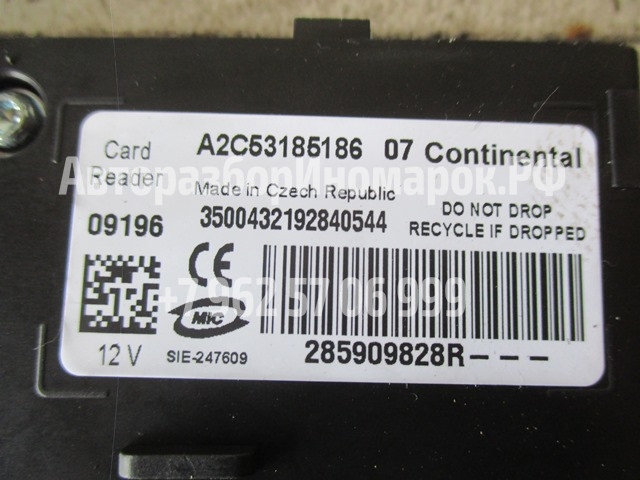 Card Reader
A2C53185186 07 Continental
Made in Czech Republic
09196
3500432192840544
DO NOT DROP
RECYCLE IF DROPPED
CE
MIC
12 V
SIE-247609
285909828R---
АвторазборИномарок.РФ
+7 962 57 06 999